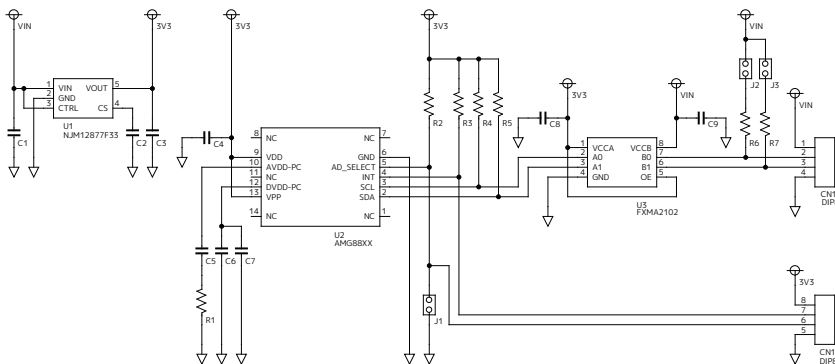 VIN
3V3
1 VIN VOUT 5
2 GND
3 CTRL CS 4
U1
NJM12877F33
C1
C2
C3
3V3
C4
8 NC NC 7
9 VDD GND 6
10 AVDD-PC AD_SELECT 5
11 NC INT 4
12 DVDD-PC SCL 3
13 VPP SDA 2
14 NC NC 1
U2
AMG88XX
C5
C6
C7
R1
3V3
R2
R3
R4
R5
J1
3V3
C8
VIN
C9
1 VCCA VCCB 8
2 A0 B0 7
3 A1 B1 6
4 GND OE 5
U3
FXMA2102
VIN
J2
J3
R6
R7
VIN
1
2
3
4
CN1
3V3
8
7
6
5
CN1